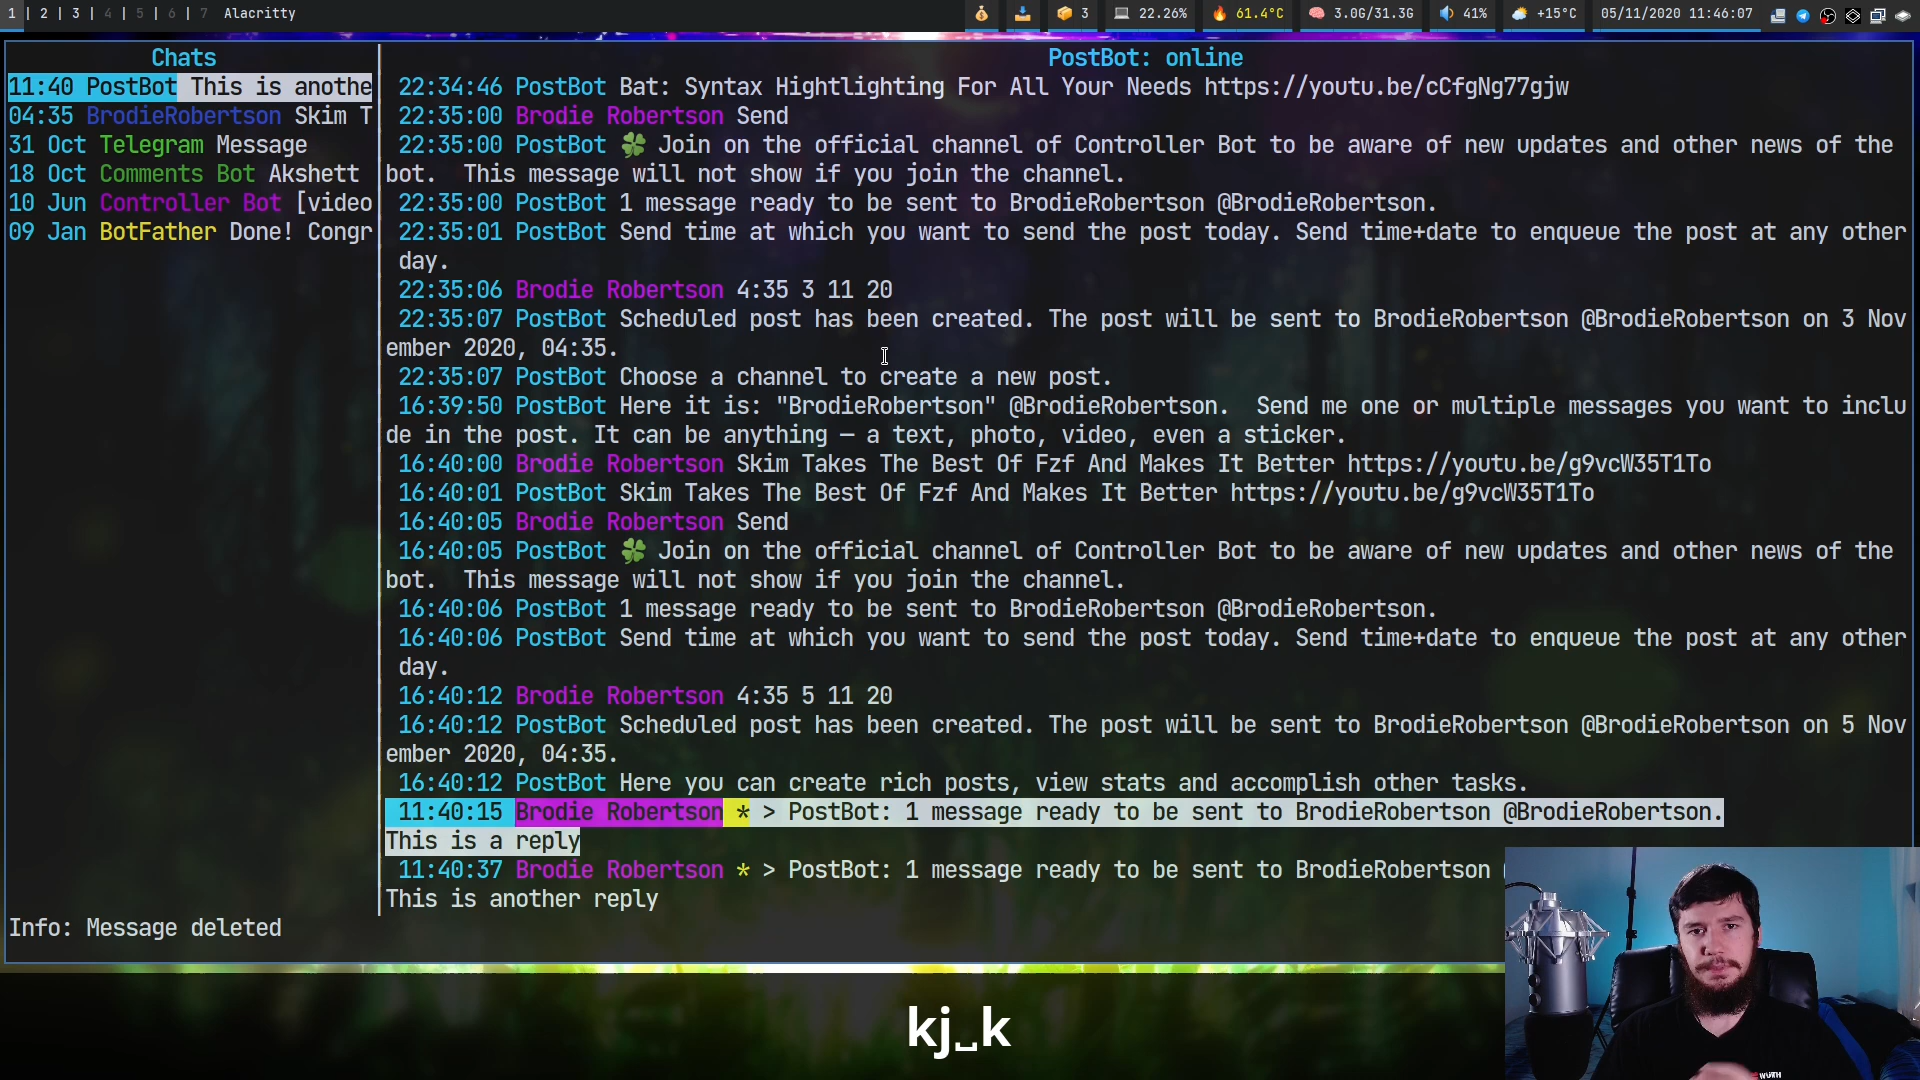 1 | 2 | 3 | 4 | 5 | 6 | 7 Alacritty 3 22.26% 61.4°C 3.0G/31.3G 41% +15°C 05/11/2020 11:46:07
Chats
11:40 PostBot This is anothe
04:35 BrodieRobertson Skim T
31 Oct Telegram Message
18 Oct Comments Bot Akshett
10 Jun Controller Bot [video
09 Jan BotFather Done! Congr
PostBot: online
22:34:46 PostBot Bat: Syntax Hightlighting For All Your Needs https://youtu.be/cCfgNg77gjw
22:35:00 Brodie Robertson Send
22:35:00 PostBot 🍀 Join on the official channel of Controller Bot to be aware of new updates and other news of the
bot.  This message will not show if you join the channel.
22:35:00 PostBot 1 message ready to be sent to BrodieRobertson @BrodieRobertson.
22:35:01 PostBot Send time at which you want to send the post today. Send time+date to enqueue the post at any other
day.
22:35:06 Brodie Robertson 4:35 3 11 20
22:35:07 PostBot Scheduled post has been created. The post will be sent to BrodieRobertson @BrodieRobertson on 3 Nov
ember 2020, 04:35.
22:35:07 PostBot Choose a channel to create a new post.
16:39:50 PostBot Here it is: "BrodieRobertson" @BrodieRobertson.  Send me one or multiple messages you want to inclu
de in the post. It can be anything — a text, photo, video, even a sticker.
16:40:00 Brodie Robertson Skim Takes The Best Of Fzf And Makes It Better https://youtu.be/g9vcW35T1To
16:40:01 PostBot Skim Takes The Best Of Fzf And Makes It Better https://youtu.be/g9vcW35T1To
16:40:05 Brodie Robertson Send
16:40:05 PostBot 🍀 Join on the official channel of Controller Bot to be aware of new updates and other news of the
bot.  This message will not show if you join the channel.
16:40:06 PostBot 1 message ready to be sent to BrodieRobertson @BrodieRobertson.
16:40:06 PostBot Send time at which you want to send the post today. Send time+date to enqueue the post at any other
day.
16:40:12 Brodie Robertson 4:35 5 11 20
16:40:12 PostBot Scheduled post has been created. The post will be sent to BrodieRobertson @BrodieRobertson on 5 Nov
ember 2020, 04:35.
16:40:12 PostBot Here you can create rich posts, view stats and accomplish other tasks.
11:40:15 Brodie Robertson * > PostBot: 1 message ready to be sent to BrodieRobertson @BrodieRobertson.
This is a reply
11:40:37 Brodie Robertson * > PostBot: 1 message ready to be sent to BrodieRobertson
This is another reply
Info: Message deleted
kj␣k